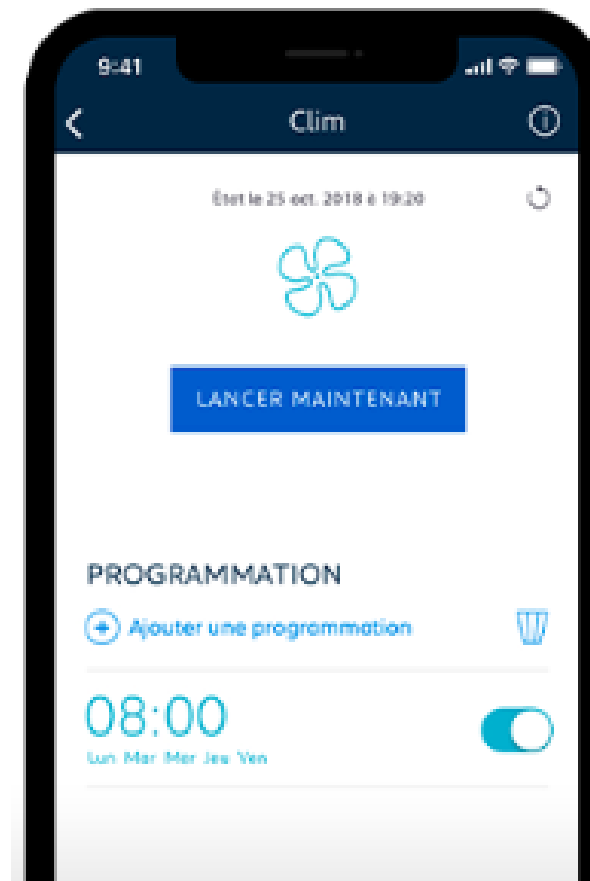 9:41
Clim
État le 25 oct. 2018 à 19:20
LANCER MAINTENANT
PROGRAMMATION
Ajouter une programmation
08:00
Lun Mar Mer Jeu Ven